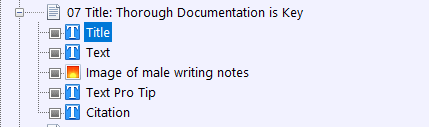 07 Title: Thorough Documentation is Key
Title
Text
Image of male writing notes
Text Pro Tip
Citation